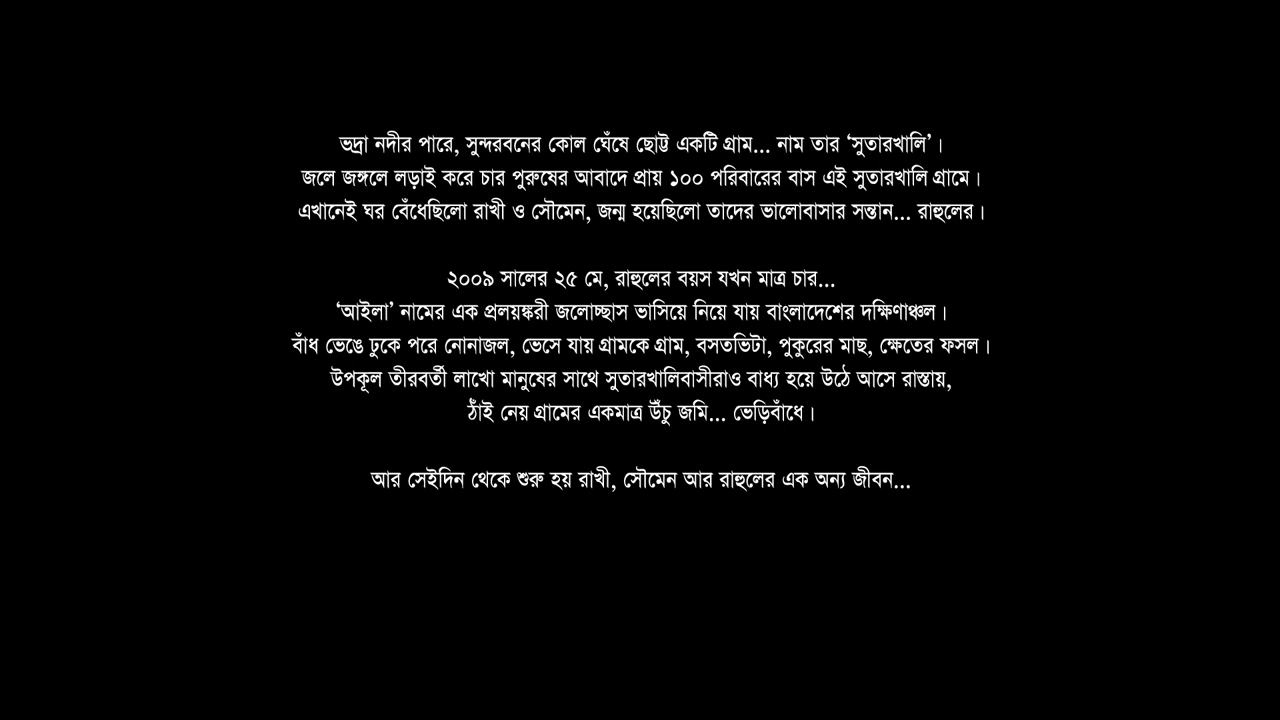 ভদ্রা নদীর পারে, সুন্দরবনের কোল ঘেঁষে ছোট্ট একটি গ্রাম... নাম তার ‘সুতারখালি’।
জলে জঙ্গলে লড়াই করে চার পুরুষের আবাদে প্রায় ১০০ পরিবারের বাস এই সুতারখালি গ্রামে।
এখানেই ঘর বেঁধেছিলো রাখী ও সৌমেন, জন্ম হয়েছিলো তাদের ভালোবাসার সন্তান... রাহুলের।
২০০৯ সালের ২৫ মে, রাহুলের বয়স যখন মাত্র চার...
‘আইলা’ নামের এক প্রলয়ঙ্করী জলোচ্ছাস ভাসিয়ে নিয়ে যায় বাংলাদেশের দক্ষিণাঞ্চল।
বাঁধ ভেঙে ঢুকে পরে নোনাজল, ভেসে যায় গ্রামকে গ্রাম, বসতভিটা, পুকুরের মাছ, ক্ষেতের ফসল।
উপকূল তীরবর্তী লাখো মানুষের সাথে সুতারখালিবাসীরাও বাধ্য হয়ে উঠে আসে রাস্তায়,
ঠাঁই নেয় গ্রামের একমাত্র উঁচু জমি... ভেড়িবাঁধে।
আর সেইদিন থেকে শুরু হয় রাখী, সৌমেন আর রাহুলের এক অন্য জীবন...